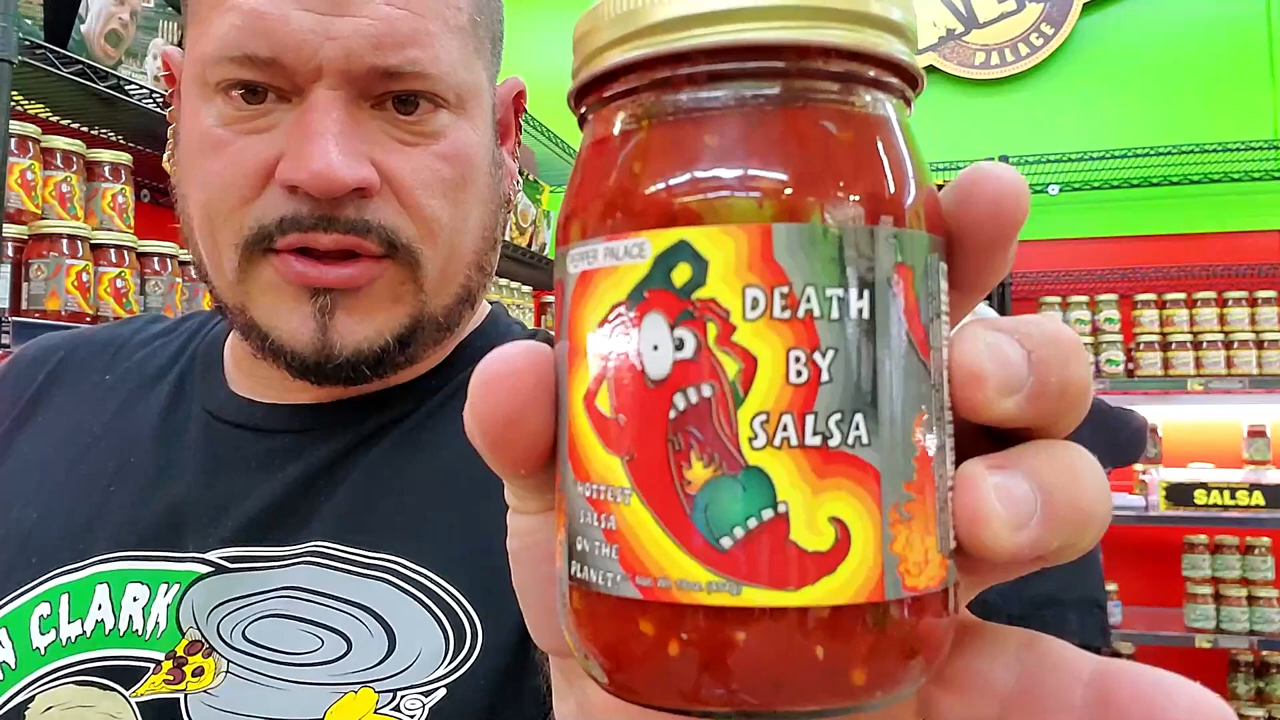 PALACE
PEPPER PALACE
DEATH
BY
SALSA
HOTTEST
SALSA
ON THE
PLANET!
SALSA
N CLARK